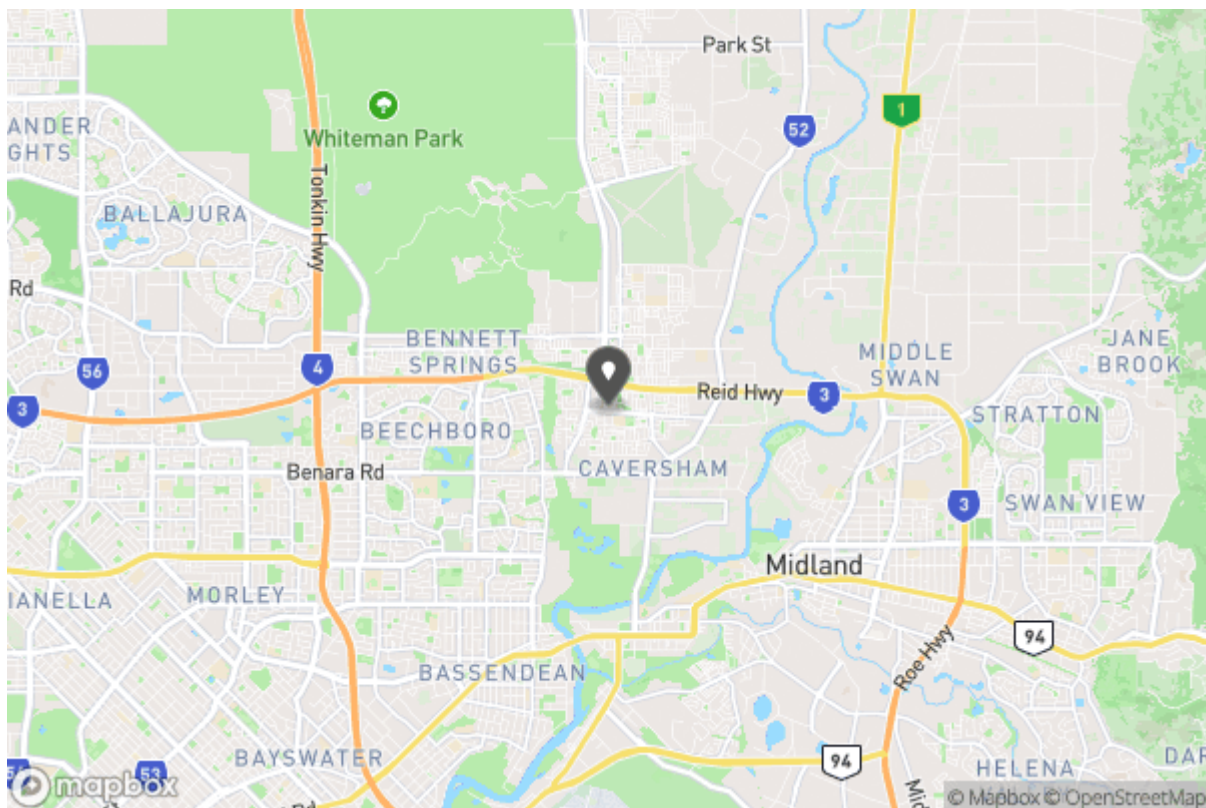 Park St
1
52
Whiteman Park
ANDER
GHTS
Tonkin Hwy
BALLAJURA
Rd
BENNETT
SPRINGS
JANE
BROOK
MIDDLE
SWAN
56
4
3
Reid Hwy
3
STRATTON
BEECHBORO
Benara Rd
CAVERSHAM
3
SWAN VIEW
Midland
IANELLA
MORLEY
94
Roe Hwy
BASSENDEAN
BAYSWATER
94
HELENA
DAR
53
mapbox
© Mapbox © OpenStreetMap